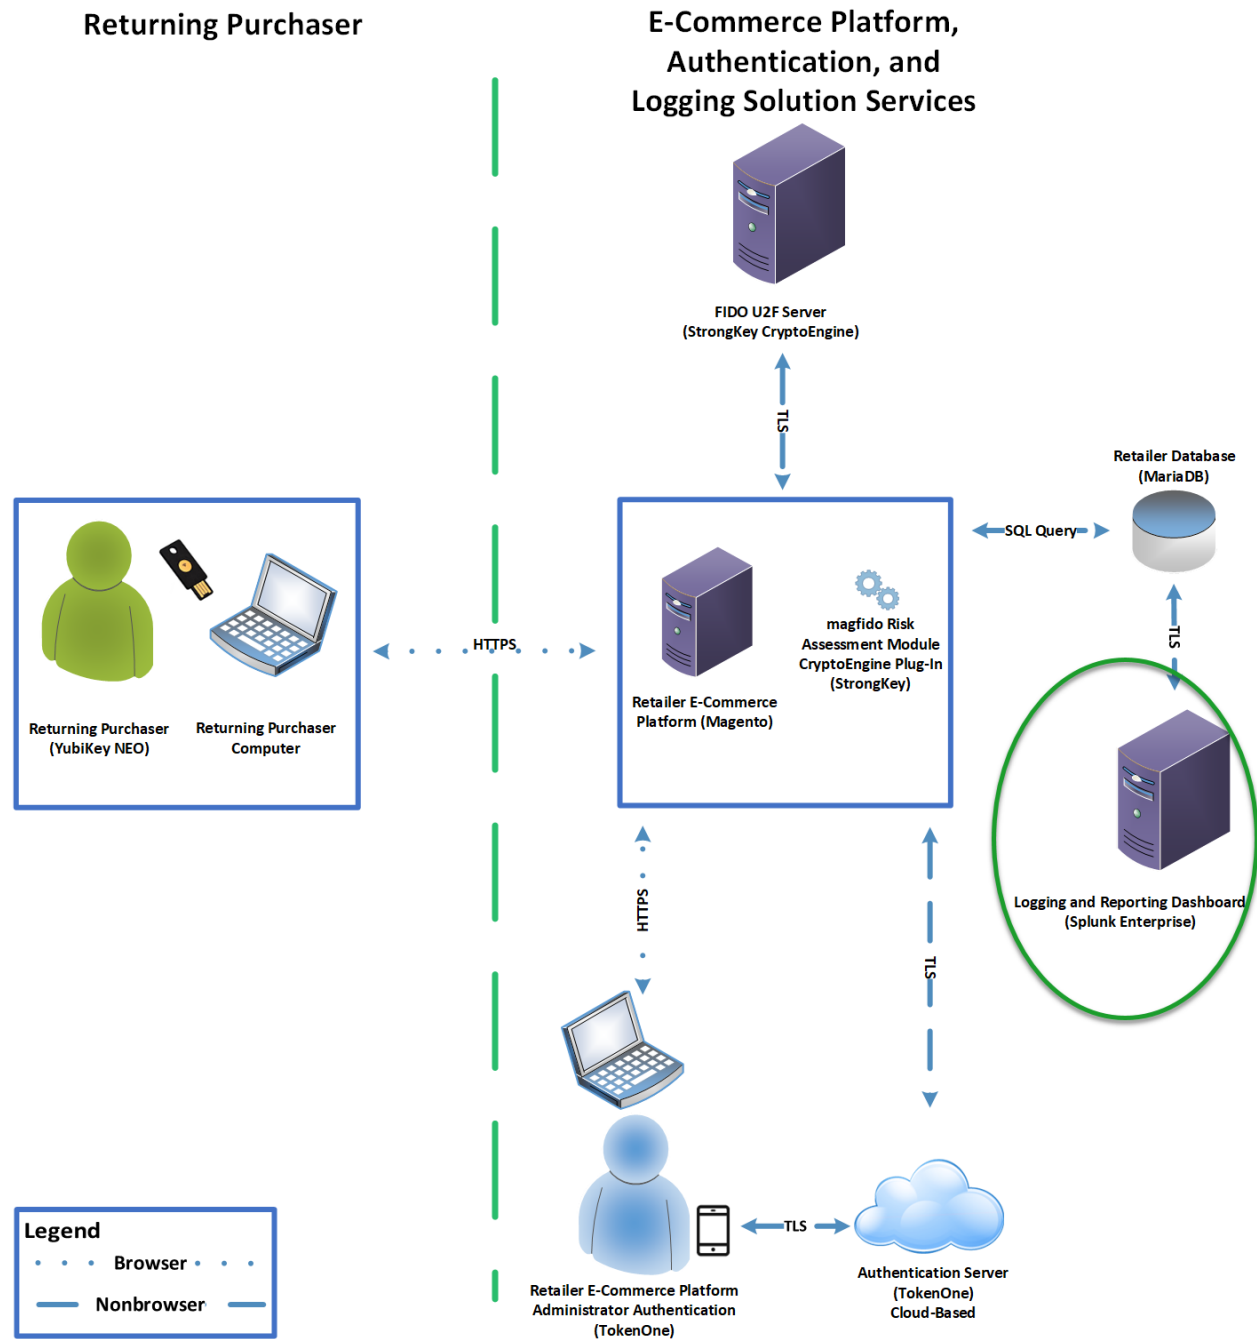 Returning Purchaser
E-Commerce Platform,
Authentication, and
Logging Solution Services
FIDO U2F Server
(StrongKey CryptoEngine)
TLS
Retailer Database
(MariaDB)
SQL Query
TLS
HTTPS
magfido Risk
Assessment Module
CryptoEngine Plug-In
(StrongKey)
Retailer E-Commerce
Platform (Magento)
Returning Purchaser
(YubiKey NEO)
Returning Purchaser
Computer
Logging and Reporting Dashboard
(Splunk Enterprise)
HTTPS
TLS
TLS
Retailer E-Commerce Platform
Administrator Authentication
(TokenOne)
Authentication Server
(TokenOne)
Cloud-Based
Legend
Browser
Nonbrowser